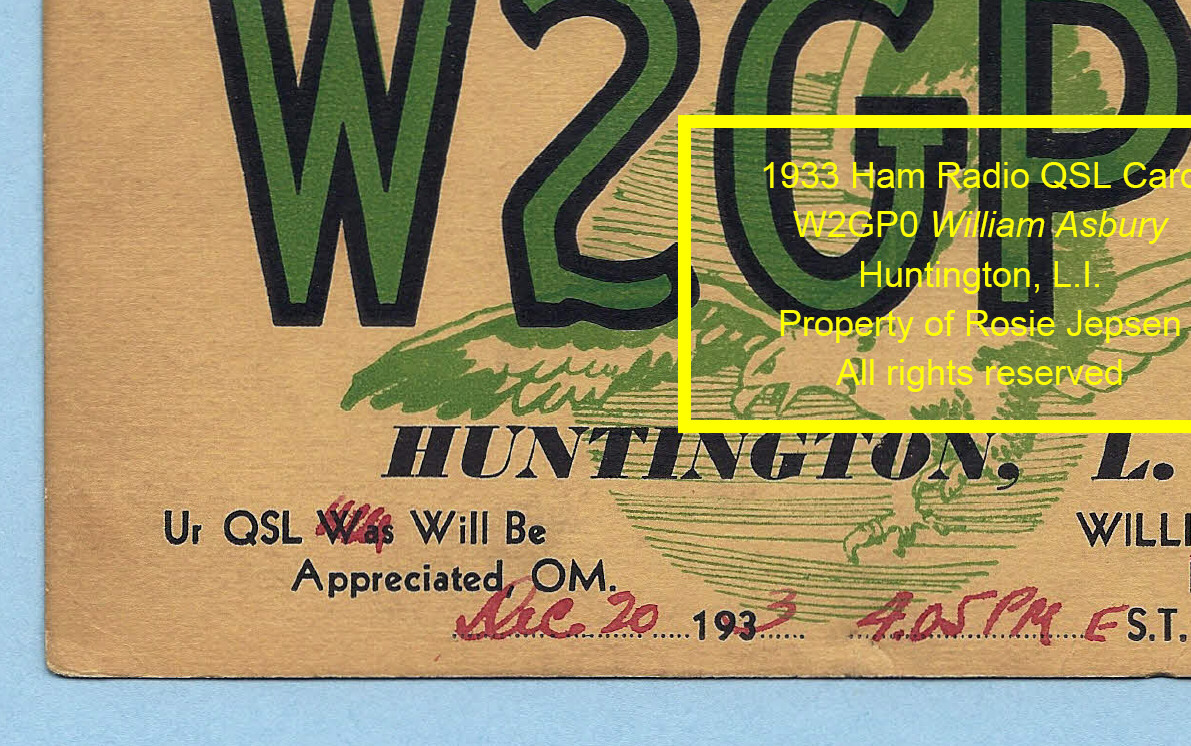 W2GP
1933 Ham Radio QSL Card
W2GP0 William Asbury
Huntington, L.I.
Property of Rosie Jepsen
All rights reserved
HUNTINGTON, L.
Ur QSL Was Will Be WILLI
Appreciated, OM.
Dec. 20 1933 4.05 PM E S.T.